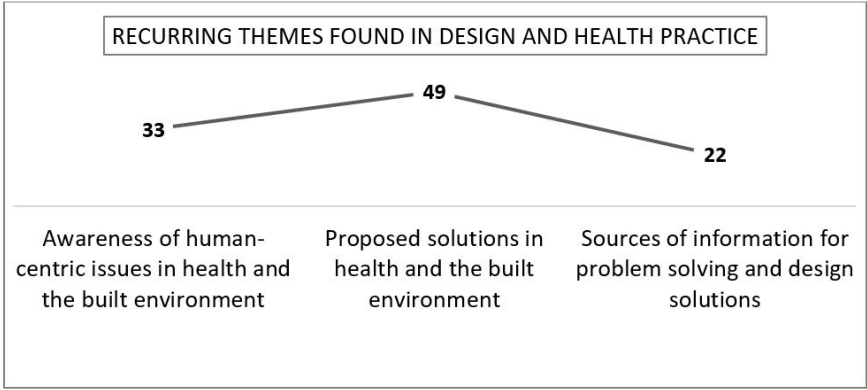 RECURRING THEMES FOUND IN DESIGN AND HEALTH PRACTICE
49
33
22
Awareness of human-
centric issues in health and
the built environment
Proposed solutions in
health and the built
environment
Sources of information for
problem solving and design
solutions